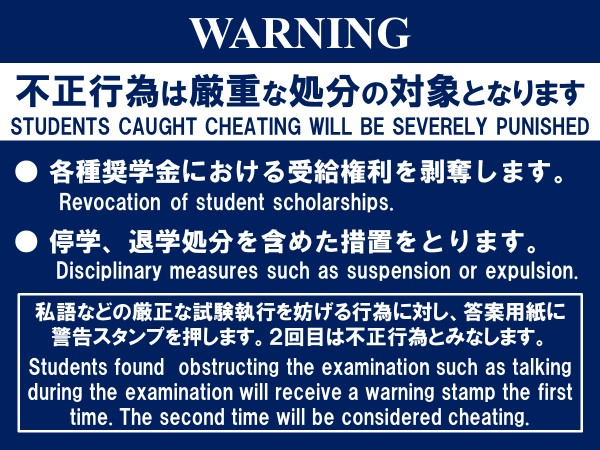 WARNING
不正行為は厳重な処分の対象となります
STUDENTS CAUGHT CHEATING WILL BE SEVERELY PUNISHED
● 各種奨学金における受給権利を剥奪します。
Revocation of student scholarships.
● 停学、退学処分を含めた措置をとります。
Disciplinary measures such as suspension or expulsion.
私語などの厳正な試験執行を妨げる行為に対し、答案用紙に
警告スタンプを押します。2回目は不正行為とみなします。
Students found obstructing the examination such as talking
during the examination will receive a warning stamp the first
time. The second time will be considered cheating.